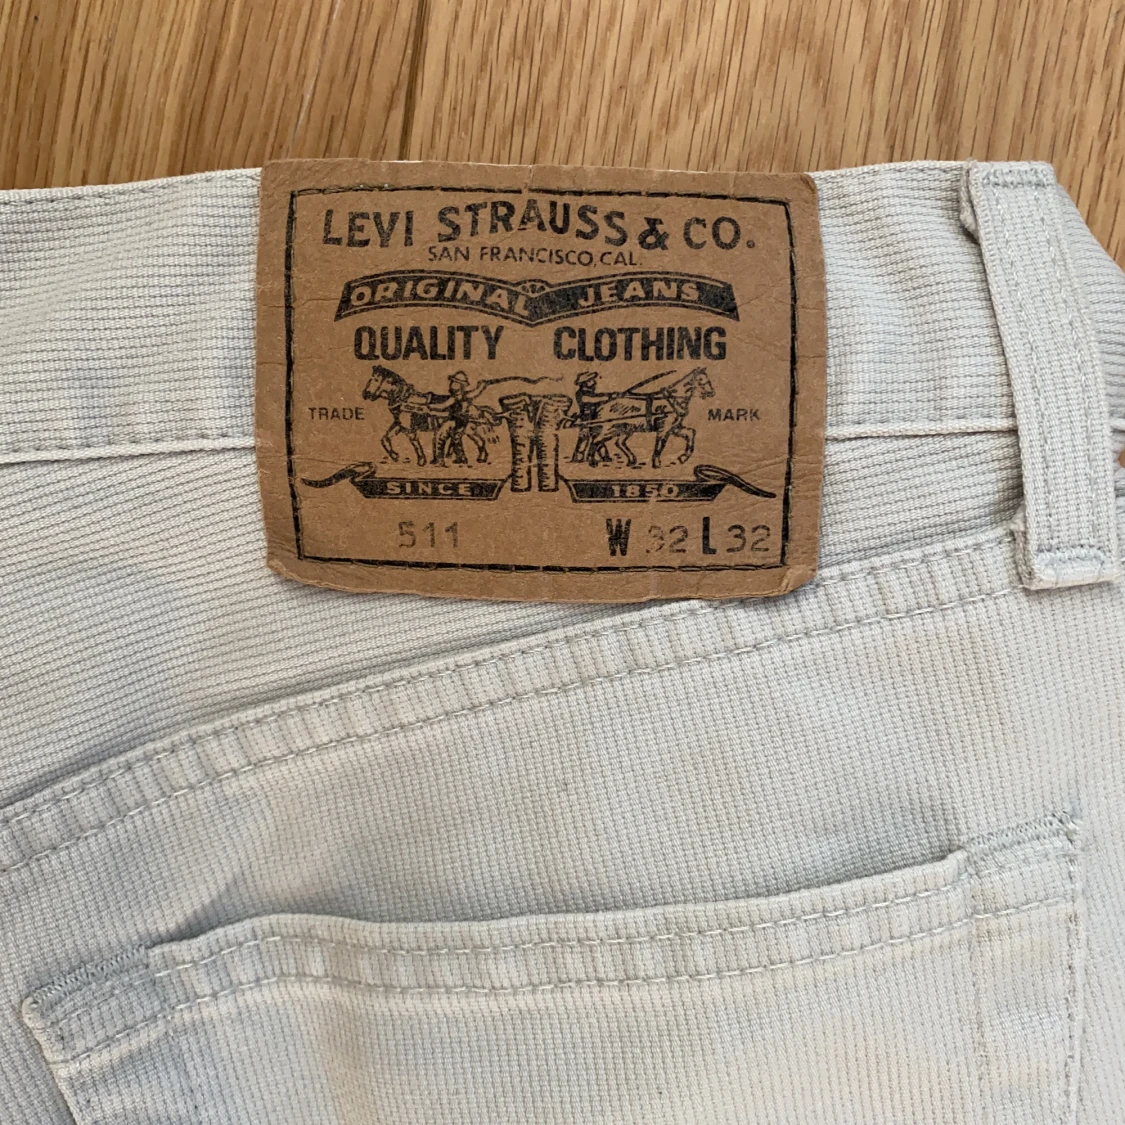 LEVI STRAUSS & CO.
SAN FRANCISCO, CAL.
ORIGINAL JEANS
QUALITY CLOTHING
TRADE MARK
SINCE 1850
511 W 32 L 32